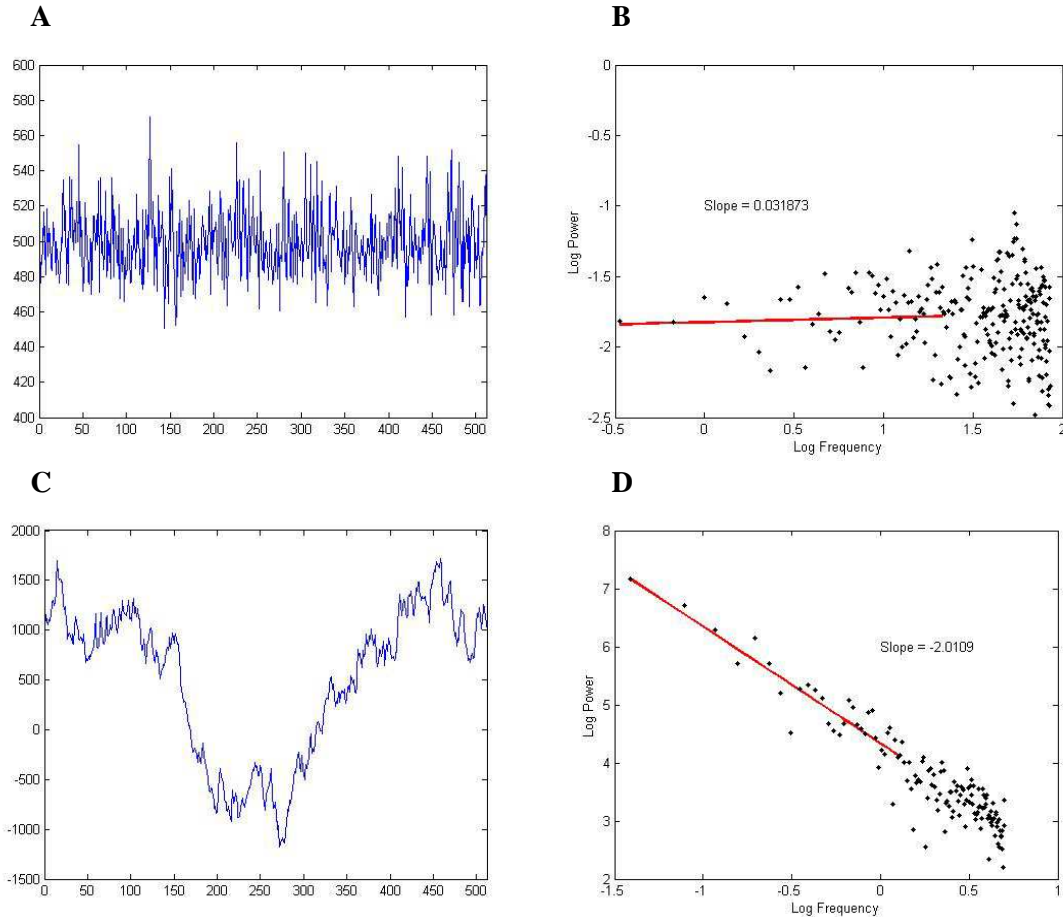 A
B
600
580
560
540
520
500
480
460
440
420
400
0 50 100 150 200 250 300 350 400 450 500
0
-0.5
-1
-1.5
-2
-2.5
Log Power
Slope = 0.031873
-0.5 0 0.5 1 1.5 2
Log Frequency
C
D
2000
1500
1000
500
0
-500
-1000
-1500
0 50 100 150 200 250 300 350 400 450 500
8
7
6
5
4
3
2
Log Power
Slope = -2.0109
-1.5 -1 -0.5 0 0.5 1
Log Frequency